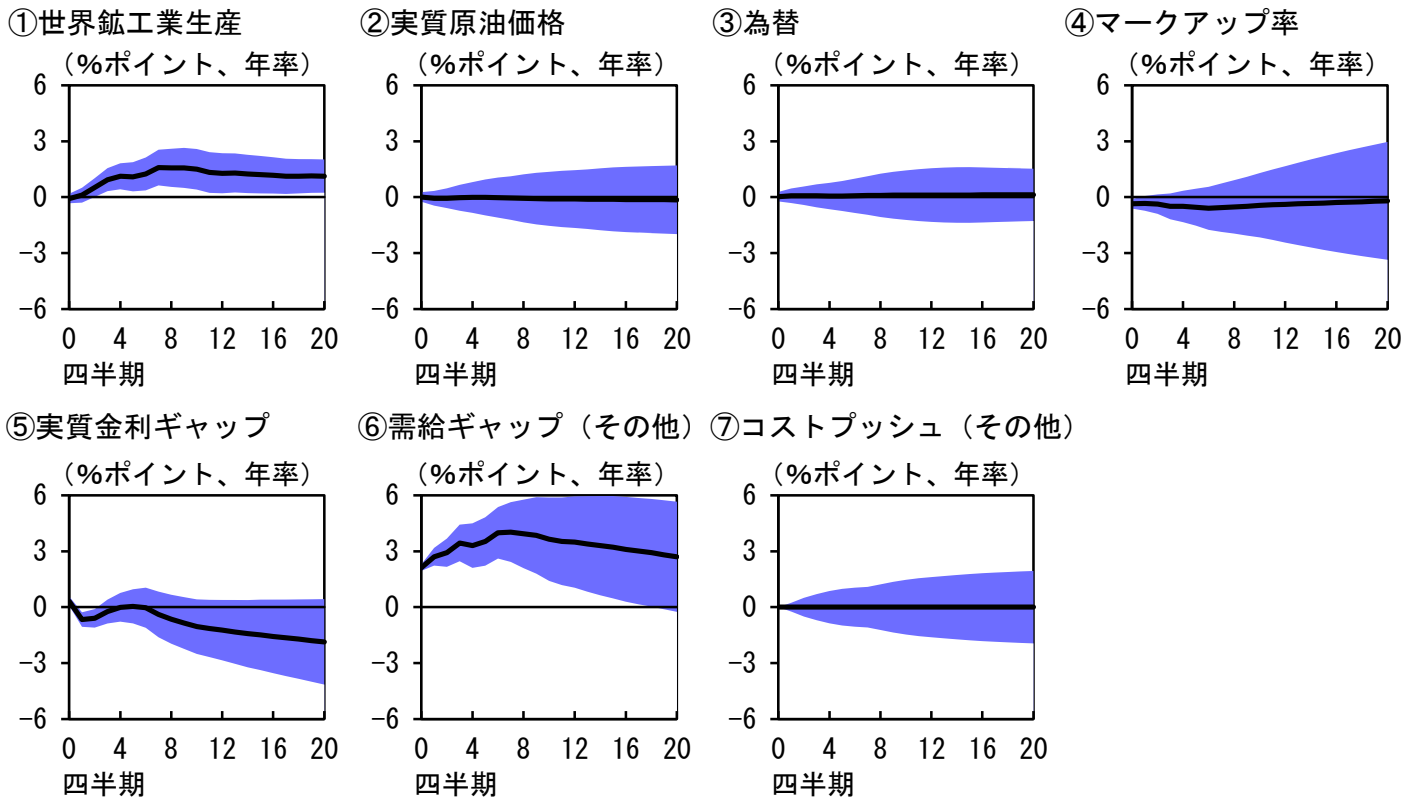 ①世界鉱工業生産
(%ポイント、年率)
6
3
0
−3
−6
0 4 8 12 16 20
四半期
②実質原油価格
(%ポイント、年率)
6
3
0
−3
−6
0 4 8 12 16 20
四半期
③為替
(%ポイント、年率)
6
3
0
−3
−6
0 4 8 12 16 20
四半期
④マークアップ率
(%ポイント、年率)
6
3
0
−3
−6
0 4 8 12 16 20
四半期
⑤実質金利ギャップ
(%ポイント、年率)
6
3
0
−3
−6
0 4 8 12 16 20
四半期
⑥需給ギャップ(その他)
(%ポイント、年率)
6
3
0
−3
−6
0 4 8 12 16 20
四半期
⑦コストプッシュ(その他)
(%ポイント、年率)
6
3
0
−3
−6
0 4 8 12 16 20
四半期